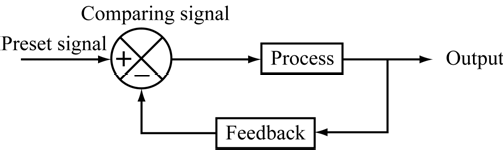 Comparing signal
Preset signal
+
−
Process
Output
Feedback